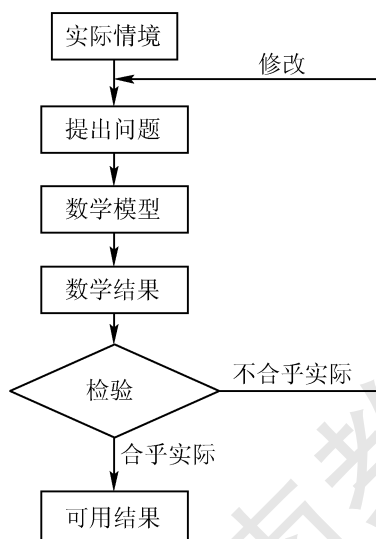 实际情境
修改
提出问题
数学模型
数学结果
检验
不合乎实际
合乎实际
可用结果